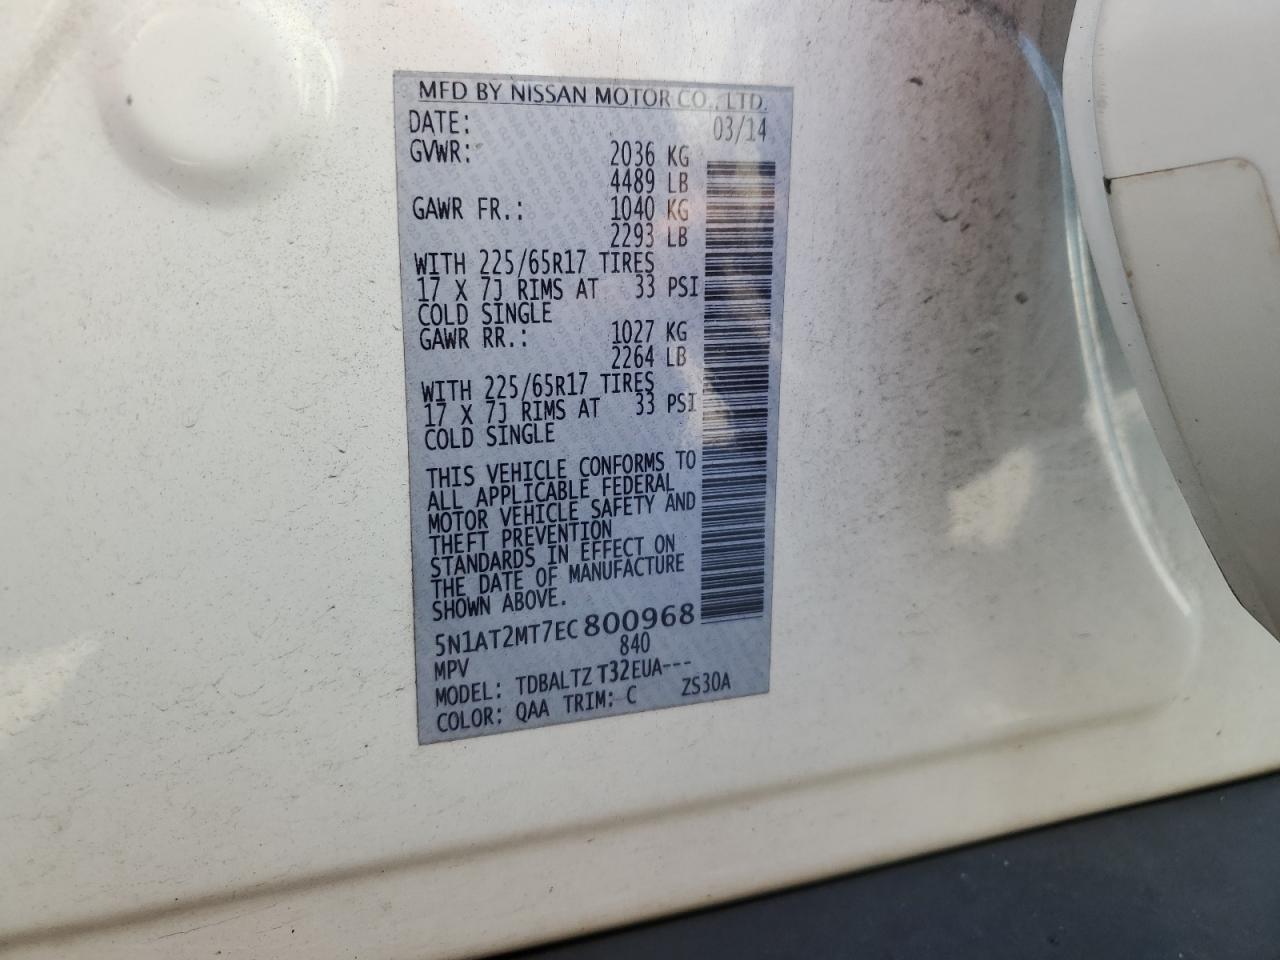 MFD BY NISSAN MOTOR CO., LTD.
DATE: 03/14
GVWR: 2036 KG
4489 LB
GAWR FR.: 1040 KG
2293 LB
WITH 225/65R17 TIRES
17 X 7J RIMS AT 33 PSI
COLD SINGLE
GAWR RR.: 1027 KG
2264 LB
WITH 225/65R17 TIRES
17 X 7J RIMS AT 33 PSI
COLD SINGLE
THIS VEHICLE CONFORMS TO
ALL APPLICABLE FEDERAL
MOTOR VEHICLE SAFETY AND
THEFT PREVENTION
STANDARDS IN EFFECT ON
THE DATE OF MANUFACTURE
SHOWN ABOVE.
5N1AT2MT7EC800968
MPV 840
MODEL: TDBALTZ T32EUA---
COLOR: QAA TRIM: C ZS30A